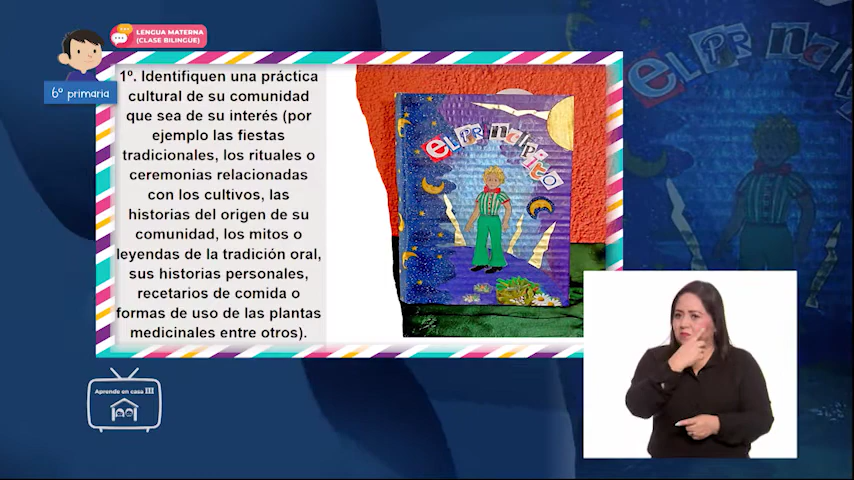 LENGUA MATERNA
(CLASE BILINGÜE)
6º primaria
1º. Identifiquen una práctica
cultural de su comunidad
que sea de su interés (por
ejemplo las fiestas
tradicionales, los rituales o
ceremonias relacionadas
con los cultivos, las
historias del origen de su
comunidad, los mitos o
leyendas de la tradición oral,
sus historias personales,
recetarios de comida o
formas de uso de las plantas
medicinales entre otros).
Aprende en casa III